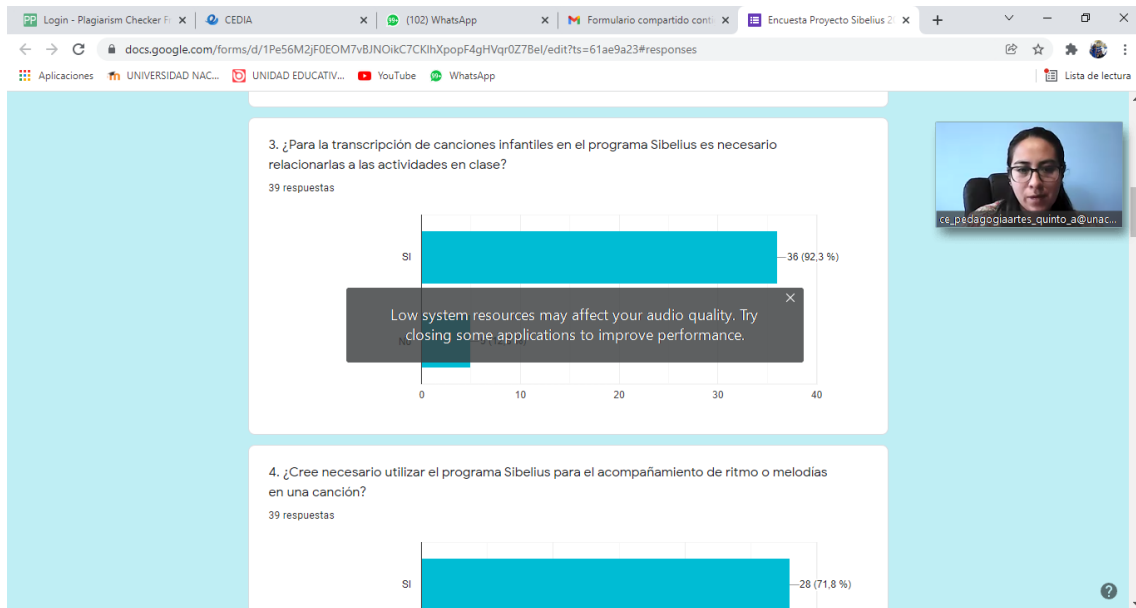 Login - Plagiarism Checker Fr
CEDIA
(102) WhatsApp
Formulario compartido conti
Encuesta Proyecto Sibelius 2
docs.google.com/forms/d/1Pe56M2jF0EOM7vBJNOikC7CKIhXpopF4gHVqr0Z7BeI/edit?ts=61ae9a23#responses
Aplicaciones
UNIVERSIDAD NAC...
UNIDAD EDUCATIV...
YouTube
WhatsApp
Lista de lectura
3. ¿Para la transcripción de canciones infantiles en el programa Sibelius es necesario
relacionarlas a las actividades en clase?
39 respuestas
SI
36 (92,3 %)
Low system resources may affect your audio quality. Try
closing some applications to improve performance.
No
0
10
20
30
40
ce_pedagogiaartes_quinto_a@unac...
4. ¿Cree necesario utilizar el programa Sibelius para el acompañamiento de ritmo o melodías
en una canción?
39 respuestas
SI
28 (71,8 %)